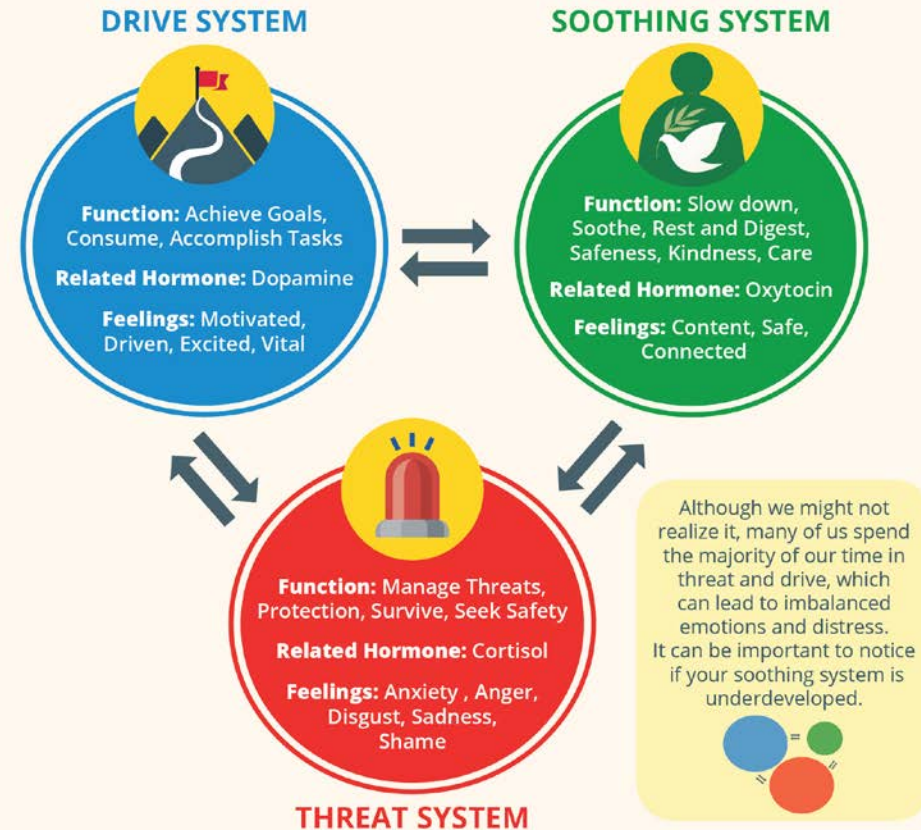 DRIVE SYSTEM
Function: Achieve Goals,
Consume, Accomplish Tasks
Related Hormone: Dopamine
Feelings: Motivated,
Driven, Excited, Vital
SOOTHING SYSTEM
Function: Slow down,
Soothe, Rest and Digest,
Safeness, Kindness, Care
Related Hormone: Oxytocin
Feelings: Content, Safe,
Connected
Function: Manage Threats,
Protection, Survive, Seek Safety
Related Hormone: Cortisol
Feelings: Anxiety , Anger,
Disgust, Sadness,
Shame
THREAT SYSTEM
Although we might not
realize it, many of us spend
the majority of our time in
threat and drive, which
can lead to imbalanced
emotions and distress.
It can be important to notice
if your soothing system is
underdeveloped.